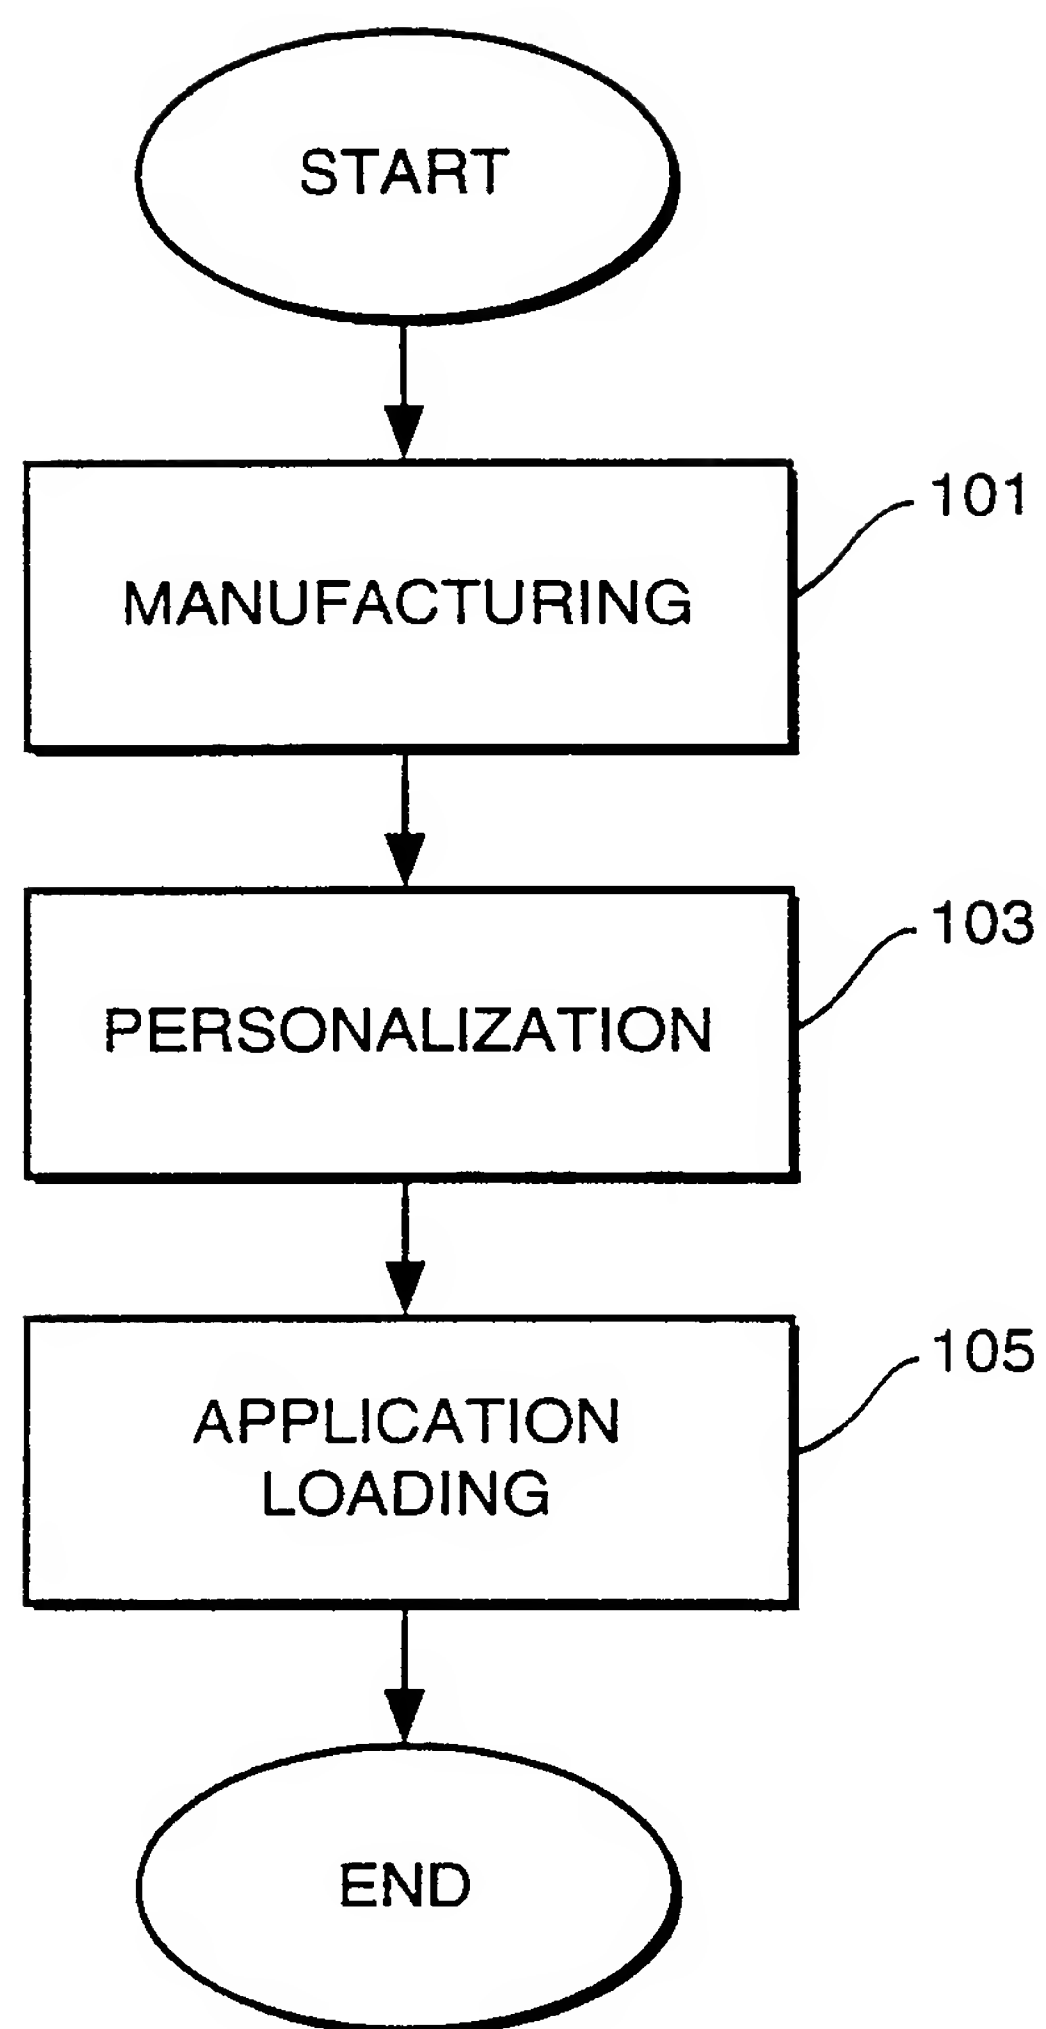 START
MANUFACTURING
101
PERSONALIZATION
103
APPLICATION
LOADING
105
END